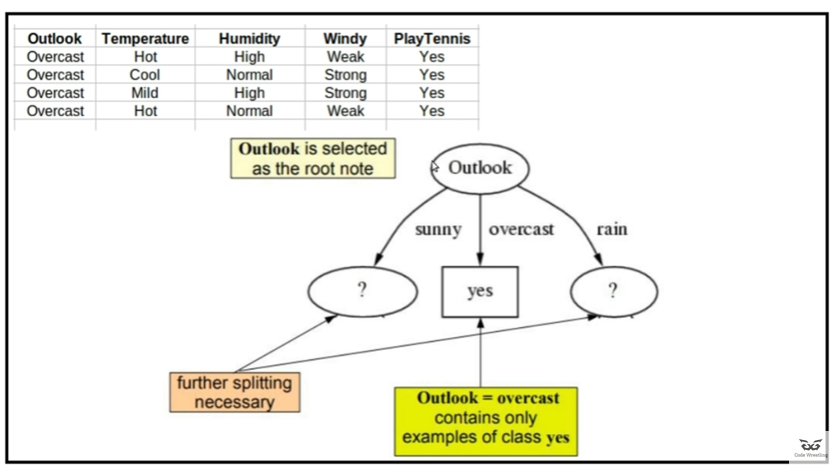 Outlook Temperature Humidity Windy PlayTennis
Overcast Hot High Weak Yes
Overcast Cool Normal Strong Yes
Overcast Mild High Strong Yes
Overcast Hot Normal Weak Yes
Outlook is selected
as the root note
Outlook
sunny overcast rain
? yes ?
further splitting
necessary
Outlook = overcast
contains only
examples of class yes
Code Wrestling